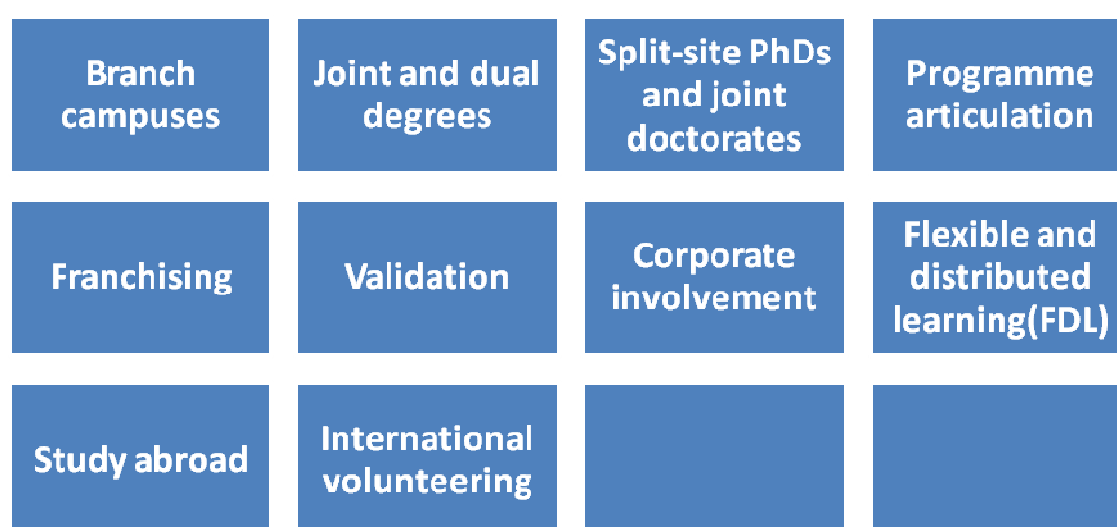 Branch
campuses
Joint and dual
degrees
Split-site PhDs
and joint
doctorates
Programme
articulation
Franchising
Validation
Corporate
involvement
Flexible and
distributed
learning(FDL)
Study abroad
International
volunteering